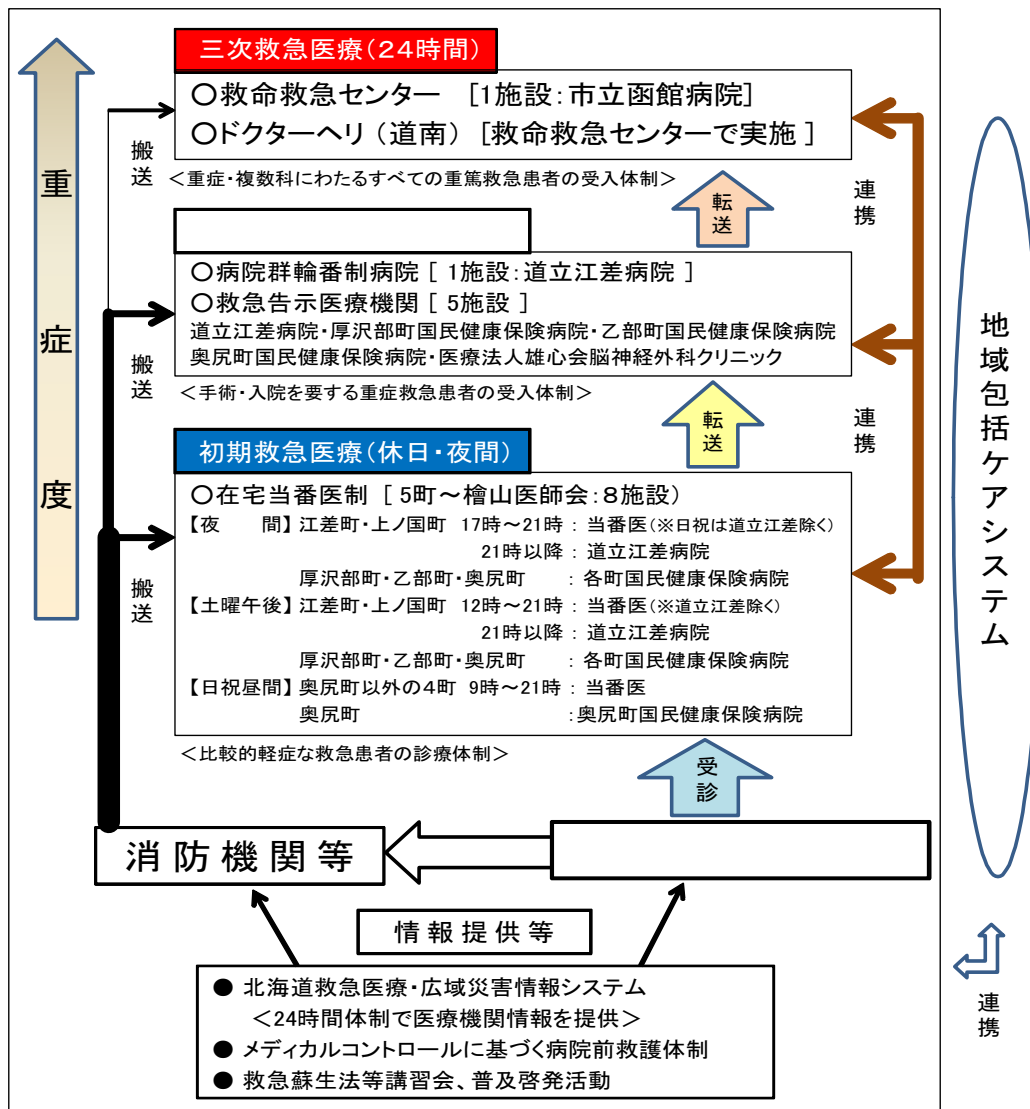 三次救急医療(24時間)
○救命救急センター [1施設:市立函館病院]
○ドクターヘリ(道南) [救命救急センターで実施]
搬送
<重症・複数科にわたるすべての重篤救急患者の受入体制>
転送
連携
重症度
○病院群輪番制病院[ 1施設:道立江差病院 ]
○救急告示医療機関[ 5施設 ]
道立江差病院・厚沢部町国民健康保険病院・乙部町国民健康保険病院
奥尻町国民健康保険病院・医療法人雄心会脳神経外科クリニック
搬送
<手術・入院を要する重症救急患者の受入体制>
転送
連携
地域包括ケアシステム
初期救急医療(休日・夜間)
○在宅当番医制 [ 5町~檜山医師会:8施設)
【夜 間】江差町・上ノ国町 17時~21時: 当番医(※日祝は道立江差除く)
21時以降: 道立江差病院
厚沢部町・乙部町・奥尻町 : 各町国民健康保険病院
搬送
【土曜午後】江差町・上ノ国町 12時~21時: 当番医(※道立江差除く)
21時以降: 道立江差病院
厚沢部町・乙部町・奥尻町 : 各町国民健康保険病院
【日祝昼間】奥尻町以外の4町 9時~21時: 当番医
奥尻町 :奥尻町国民健康保険病院
<比較的軽症な救急患者の診療体制>
受診
消防機関等
情報提供等
● 北海道救急医療・広域災害情報システム
<24時間体制で医療機関情報を提供>
● メディカルコントロールに基づく病院前救護体制
● 救急蘇生法等講習会、普及啓発活動
連携